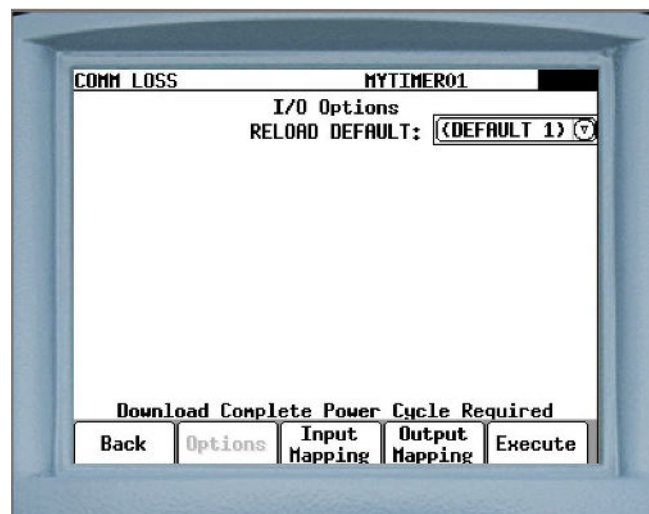 COMM LOSS MYTIMER01
I/O Options
RELOAD DEFAULT: (DEFAULT 1)
Download Complete Power Cycle Required
Back Options Input Mapping Output Mapping Execute